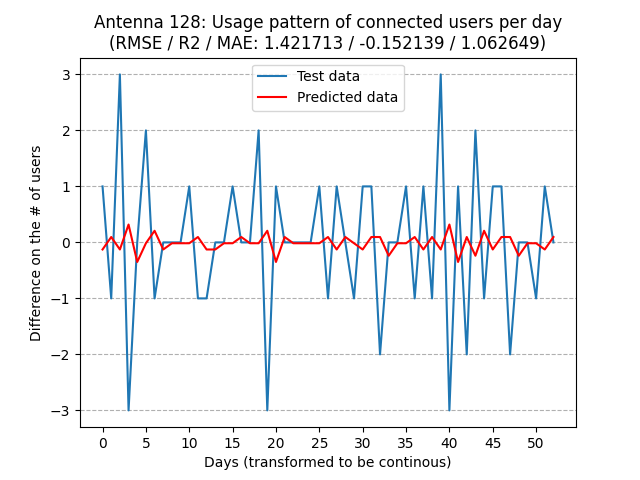 Antenna 128: Usage pattern of connected users per day
(RMSE / R2 / MAE: 1.421713 / -0.152139 / 1.062649)
Test data
Predicted data
3
2
1
0
−1
−2
−3
Difference on the # of users
0 5 10 15 20 25 30 35 40 45 50
Days (transformed to be continous)